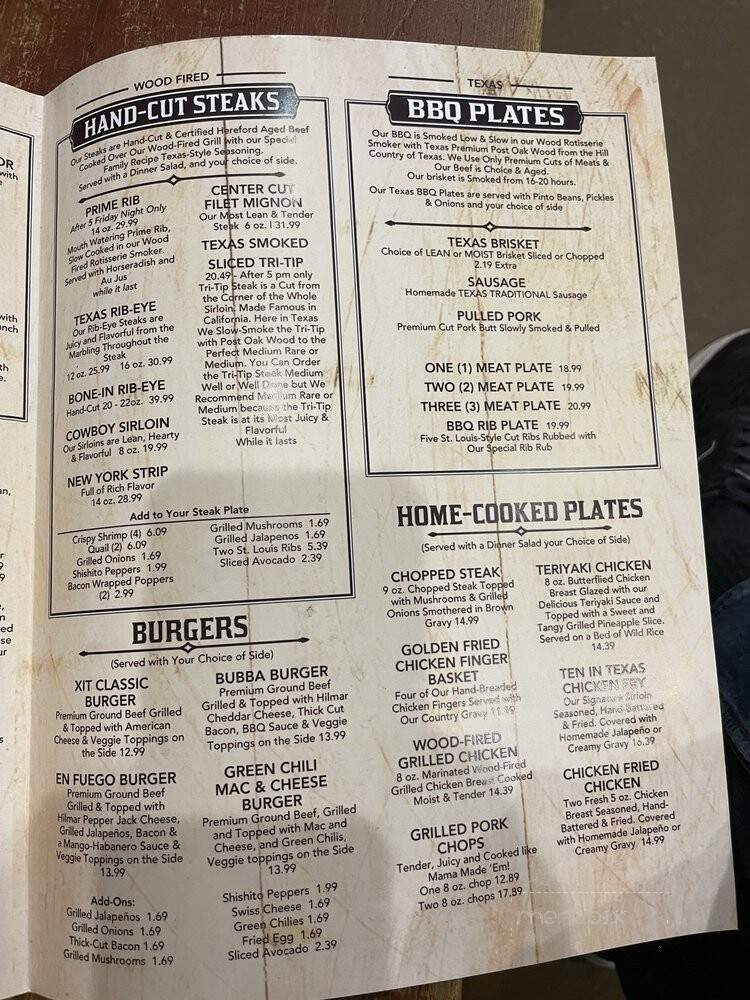 WOOD FIRED
HAND-CUT STEAKS
Our Steaks are Hand-Cut & Certified Hereford Aged Beef
Cooked Over Our Wood-Fired Grill with our Special
Family Recipe Texas-Style Seasoning.
Served with a Dinner Salad, and your choice of side.
PRIME RIB
After 5 Friday Night Only
14 oz. 29.99
Mouth Watering Prime Rib,
Slow Cooked in our Wood
Fired Rotisserie Smoker.
Served with Horseradish and
Au Jus
while it last
TEXAS RIB-EYE
Our Rib-Eye Steaks are
Juicy and Flavorful from the
Marbling Throughout the
Steak
12 oz. 25.99 16 oz. 30.99
BONE-IN RIB-EYE
Hand-Cut 20 - 22oz. 39.99
COWBOY SIRLOIN
Our Sirloins are Lean, Hearty
& Flavorful 8 oz. 19.99
NEW YORK STRIP
Full of Rich Flavor
14 oz. 28.99
CENTER CUT
FILET MIGNON
Our Most Lean & Tender
Steak 6 oz. | 31.99
TEXAS SMOKED
SLICED TRI-TIP
20.49 - After 5 pm only
Tri-Tip Steak is a Cut from
the Corner of the Whole
Sirloin. Made Famous in
California. Here in Texas
We Slow-Smoke the Tri-Tip
with Post Oak Wood to the
Perfect Medium Rare or
Medium. You Can Order
the Tri-Tip Steak Medium
Well or Well Done but We
Recommend Medium Rare or
Medium because the Tri-Tip
Steak is at its Most Juicy &
Flavorful
While it lasts
Add to Your Steak Plate
Crispy Shrimp (4) 6.09
Quail (2) 6.09
Grilled Onions 1.69
Shishito Peppers 1.99
Bacon Wrapped Poppers
(2) 2.99
Grilled Mushrooms 1.69
Grilled Jalapenos 1.69
Two St. Louis Ribs 5.39
Sliced Avocado 2.39
BURGERS
(Served with Your Choice of Side)
XIT CLASSIC
BURGER
Premium Ground Beef Grilled
& Topped with American
Cheese & Veggie Toppings on
the Side 12.99
EN FUEGO BURGER
Premium Ground Beef
Grilled & Topped with
Hilmar Pepper Jack Cheese,
Grilled Jalapeños, Bacon &
a Mango-Habanero Sauce &
Veggie Toppings on the Side
13.99
BUBBA BURGER
Premium Ground Beef
Grilled & Topped with Hilmar
Cheddar Cheese, Thick Cut
Bacon, BBQ Sauce & Veggie
Toppings on the Side 13.99
GREEN CHILI
MAC & CHEESE
BURGER
Premium Ground Beef, Grilled
and Topped with Mac and
Cheese, and Green Chilis,
Veggie toppings on the Side
13.99
Add-Ons:
Grilled Jalapeños 1.69
Grilled Onions 1.69
Thick-Cut Bacon 1.69
Grilled Mushrooms 1.69
Shishito Peppers 1.99
Swiss Cheese 1.69
Green Chilies 1.69
Fried Egg 1.69
Sliced Avocado 2.39
TEXAS
BBQ PLATES
Our BBQ is Smoked Low & Slow in our Wood Rotisserie
Smoker with Texas Premium Post Oak Wood from the Hill
Country of Texas. We Use Only Premium Cuts of Meats &
Our Beef is Choice & Aged.
Our brisket is Smoked from 16-20 hours.
Our Texas BBQ Plates are served with Pinto Beans, Pickles
& Onions and your choice of side
TEXAS BRISKET
Choice of LEAN or MOIST Brisket Sliced or Chopped
2.19 Extra
SAUSAGE
Homemade TEXAS TRADITIONAL Sausage
PULLED PORK
Premium Cut Pork Butt Slowly Smoked & Pulled
ONE (1) MEAT PLATE 18.99
TWO (2) MEAT PLATE 19.99
THREE (3) MEAT PLATE 20.99
BBQ RIB PLATE 19.99
Five St. Louis-Style Cut Ribs Rubbed with
Our Special Rib Rub
HOME-COOKED PLATES
(Served with a Dinner Salad your Choice of Side)
CHOPPED STEAK
9 oz. Chopped Steak Topped
with Mushrooms & Grilled
Onions Smothered in Brown
Gravy 14.99
GOLDEN FRIED
CHICKEN FINGER
BASKET
Four of Our Hand-Breaded
Chicken Fingers Served with
Our Country Gravy 11.99
WOOD-FIRED
GRILLED CHICKEN
8 oz. Marinated Wood-Fired
Grilled Chicken Breast Cooked
Moist & Tender 14.39
GRILLED PORK
CHOPS
Tender, Juicy and Cooked like
Mama Made 'Em!
One 8 oz. chop 12.89
Two 8 oz. chops 17.89
TERIYAKI CHICKEN
8 oz. Butterflied Chicken
Breast Glazed with our
Delicious Teriyaki Sauce and
Topped with a Sweet and
Tangy Grilled Pineapple Slice.
Served on a Bed of Wild Rice
14.39
TEN IN TEXAS
CHICKEN FRY
Our Signature Sirloin
Seasoned, Hand-Battered
& Fried. Covered with
Homemade Jalapeño or
Creamy Gravy 16.39
CHICKEN FRIED
CHICKEN
Two Fresh 5 oz. Chicken
Breast Seasoned, Hand-
Battered & Fried. Covered
with Homemade Jalapeño or
Creamy Gravy 14.99